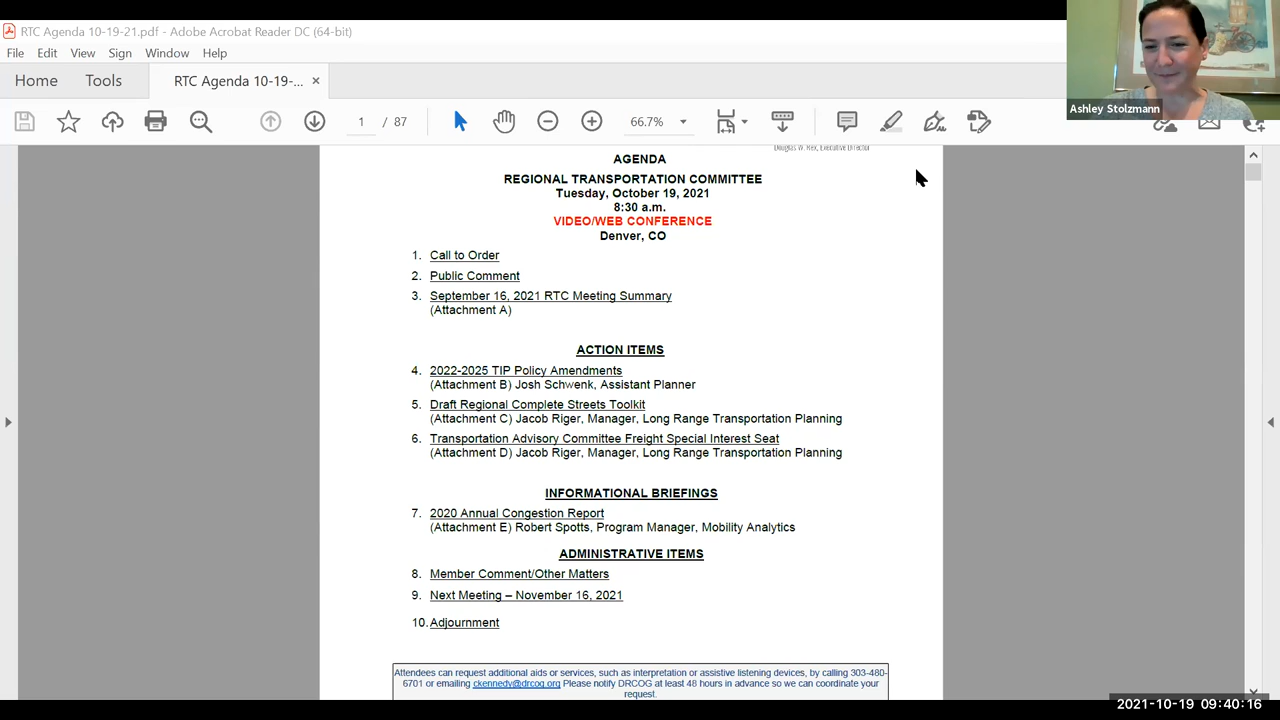 RTC Agenda 10-19-21.pdf - Adobe Acrobat Reader DC (64-bit)
File Edit View Sign Window Help
Home Tools RTC Agenda 10-19-... ×
1 / 87 66.7%
Ashley Stolzmann
Douglas W. Rex, Executive Director
AGENDA
REGIONAL TRANSPORTATION COMMITTEE
Tuesday, October 19, 2021
8:30 a.m.
VIDEO/WEB CONFERENCE
Denver, CO
1. Call to Order
2. Public Comment
3. September 16, 2021 RTC Meeting Summary
(Attachment A)
ACTION ITEMS
4. 2022-2025 TIP Policy Amendments
(Attachment B) Josh Schwenk, Assistant Planner
5. Draft Regional Complete Streets Toolkit
(Attachment C) Jacob Riger, Manager, Long Range Transportation Planning
6. Transportation Advisory Committee Freight Special Interest Seat
(Attachment D) Jacob Riger, Manager, Long Range Transportation Planning
INFORMATIONAL BRIEFINGS
7. 2020 Annual Congestion Report
(Attachment E) Robert Spotts, Program Manager, Mobility Analytics
ADMINISTRATIVE ITEMS
8. Member Comment/Other Matters
9. Next Meeting – November 16, 2021
10. Adjournment
Attendees can request additional aids or services, such as interpretation or assistive listening devices, by calling 303-480-
6701 or emailing ckennedy@drcog.org Please notify DRCOG at least 48 hours in advance so we can coordinate your
request.
2021-10-19 09:40:16